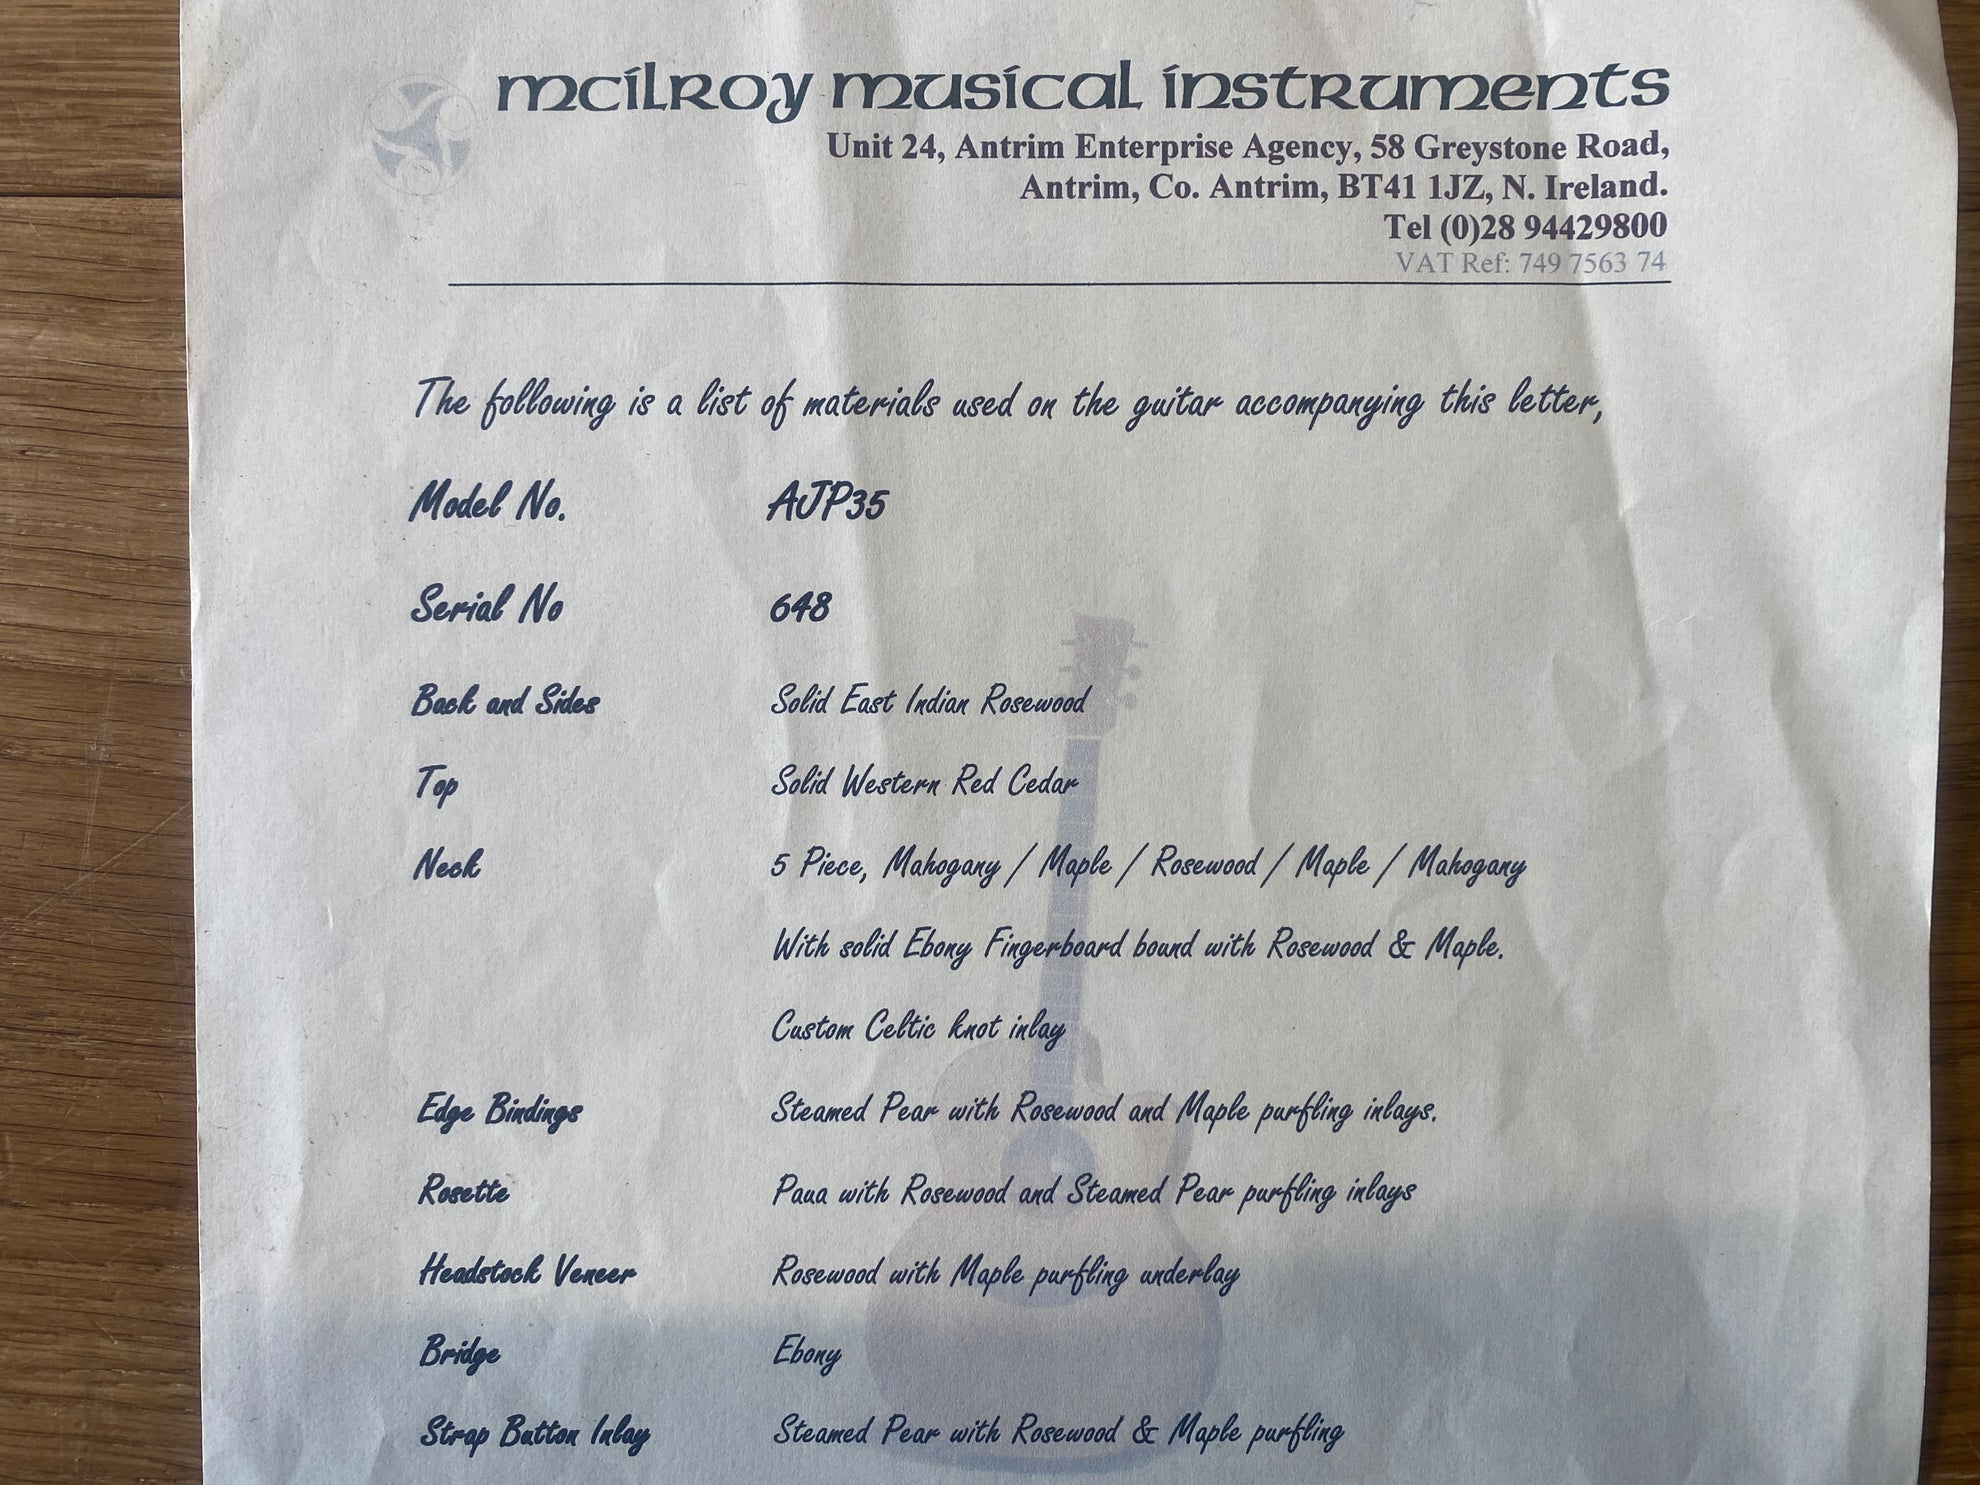 mcilroy musical instruments
Unit 24, Antrim Enterprise Agency, 58 Greystone Road,
Antrim, Co. Antrim, BT41 1JZ, N. Ireland.
Tel (0)28 94429800
VAT Ref: 749 7563 74
The following is a list of materials used on the guitar accompanying this letter,
Model No. AJP35
Serial No 648
Back and Sides Solid East Indian Rosewood
Top Solid Western Red Cedar
Neck 5 Piece, Mahogany / Maple / Rosewood / Maple / Mahogany
With solid Ebony Fingerboard bound with Rosewood & Maple.
Custom Celtic knot inlay
Edge Bindings Steamed Pear with Rosewood and Maple purfling inlays.
Rosette Paua with Rosewood and Steamed Pear purfling inlays
Headstock Veneer Rosewood with Maple purfling underlay
Bridge Ebony
Strap Button Inlay Steamed Pear with Rosewood & Maple purfling